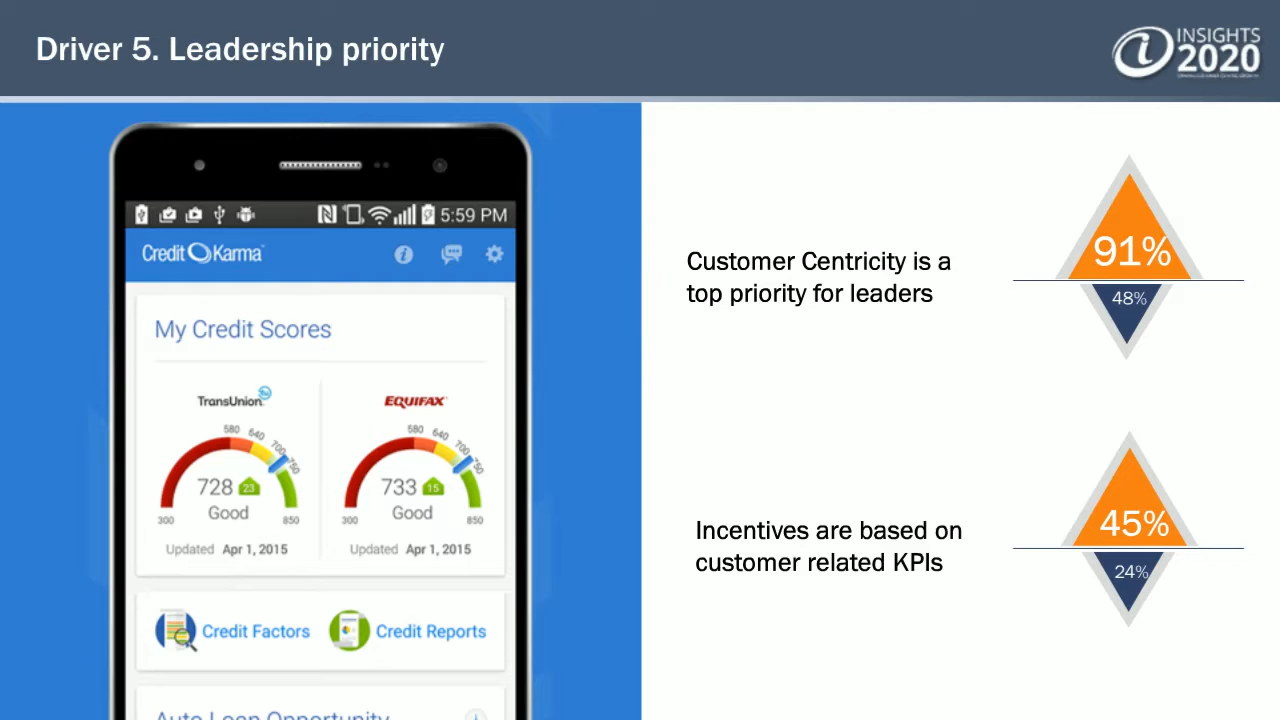 Driver 5. Leadership priority
INSIGHTS
2020
5:59 PM
Credit Karma
My Credit Scores
TransUnion
EQUIFAX
580 640 700 750
580 640 700 750
728 23
733 15
Good
Good
300 850
300 850
Updated Apr 1, 2015
Updated Apr 1, 2015
Credit Factors
Credit Reports
Auto Loan Opportunity
Customer Centricity is a
top priority for leaders
91%
48%
Incentives are based on
customer related KPIs
45%
24%